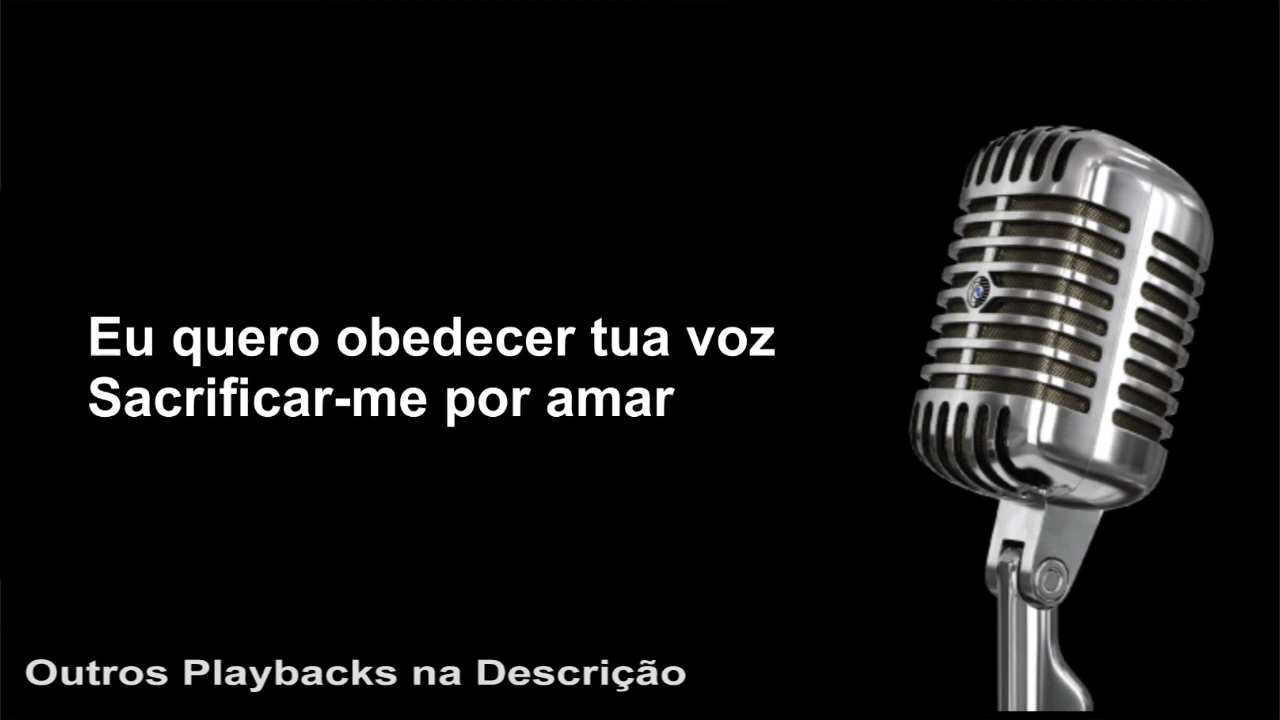 Eu quero obedecer tua voz
Sacrificar-me por amar
Outros Playbacks na Descrição